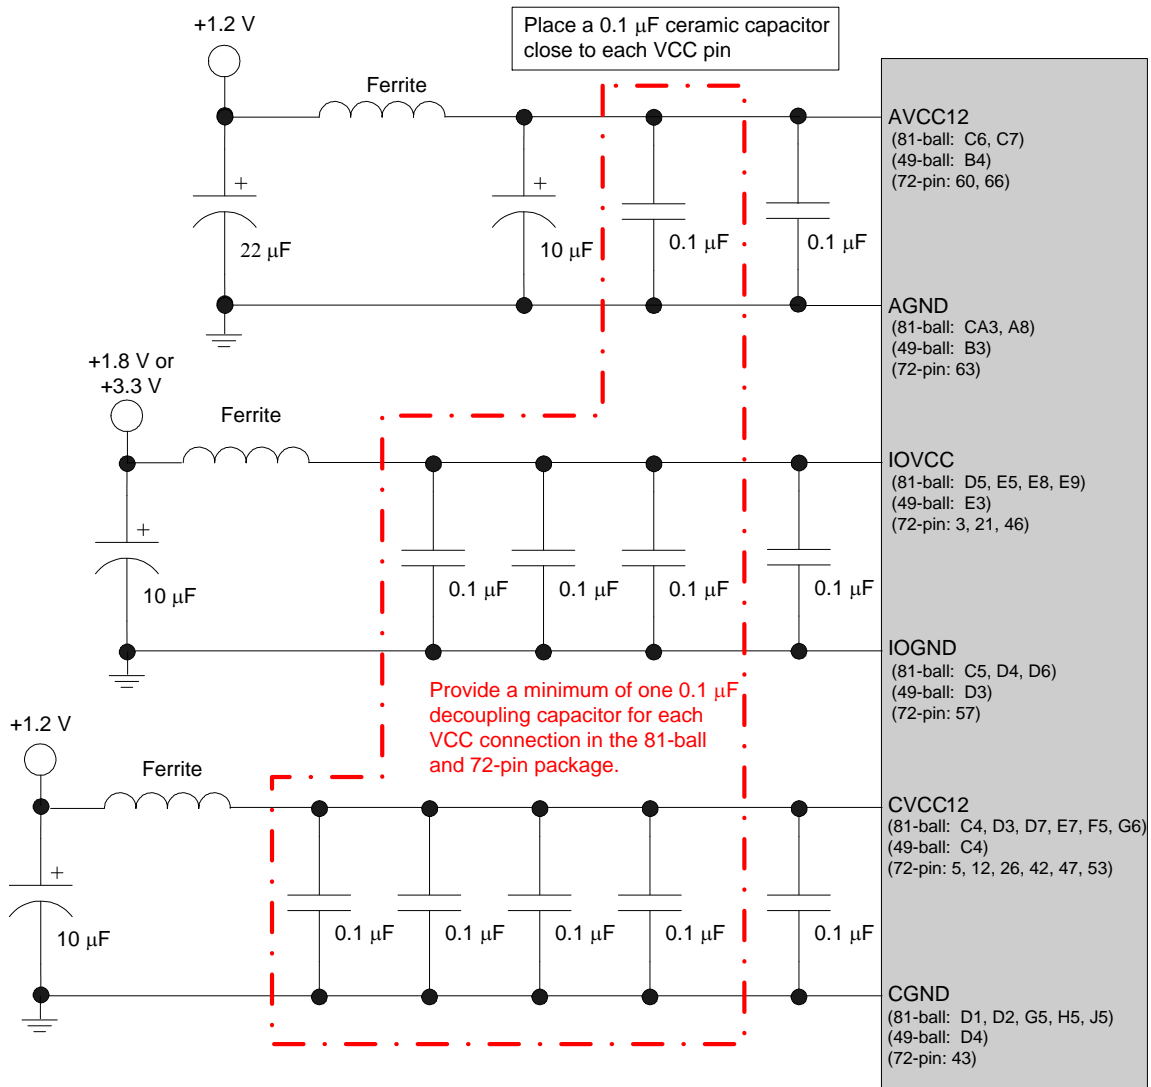 +1.2 V
Place a 0.1 μF ceramic capacitor
close to each VCC pin
Ferrite
+
22 μF
+
10 μF
0.1 μF
0.1 μF
AVCC12
(81-ball: C6, C7)
(49-ball: B4)
(72-pin: 60, 66)
AGND
(81-ball: CA3, A8)
(49-ball: B3)
(72-pin: 63)
+1.8 V or
+3.3 V
Ferrite
+
10 μF
0.1 μF
0.1 μF
0.1 μF
0.1 μF
IOVCC
(81-ball: D5, E5, E8, E9)
(49-ball: E3)
(72-pin: 3, 21, 46)
IOGND
(81-ball: C5, D4, D6)
(49-ball: D3)
(72-pin: 57)
Provide a minimum of one 0.1 μF
decoupling capacitor for each
VCC connection in the 81-ball
and 72-pin package.
+1.2 V
Ferrite
+
10 μF
0.1 μF
0.1 μF
0.1 μF
0.1 μF
0.1 μF
CVCC12
(81-ball: C4, D3, D7, E7, F5, G6)
(49-ball: C4)
(72-pin: 5, 12, 26, 42, 47, 53)
CGND
(81-ball: D1, D2, G5, H5, J5)
(49-ball: D4)
(72-pin: 43)